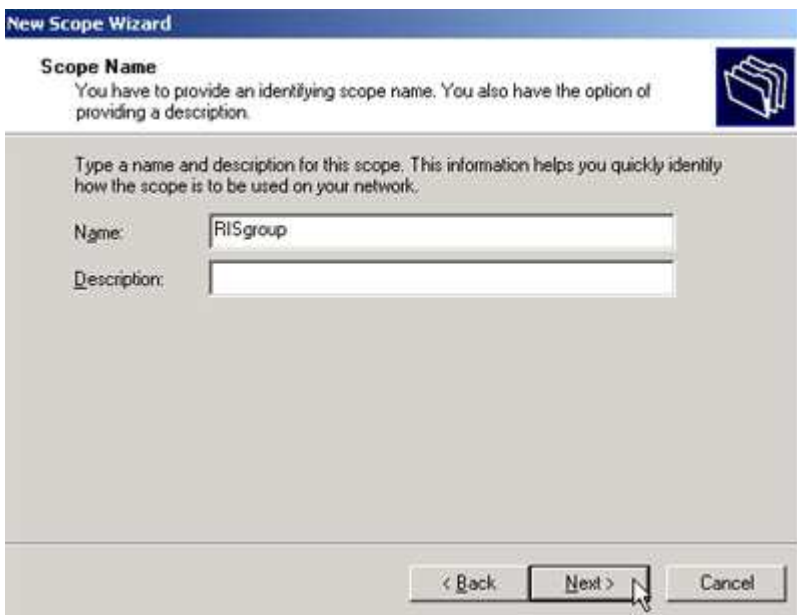 New Scope Wizard
Scope Name
You have to provide an identifying scope name. You also have the option of
providing a description.
Type a name and description for this scope. This information helps you quickly identify
how the scope is to be used on your network.
Name:
RISgroup
Description:
< Back
Next >
Cancel